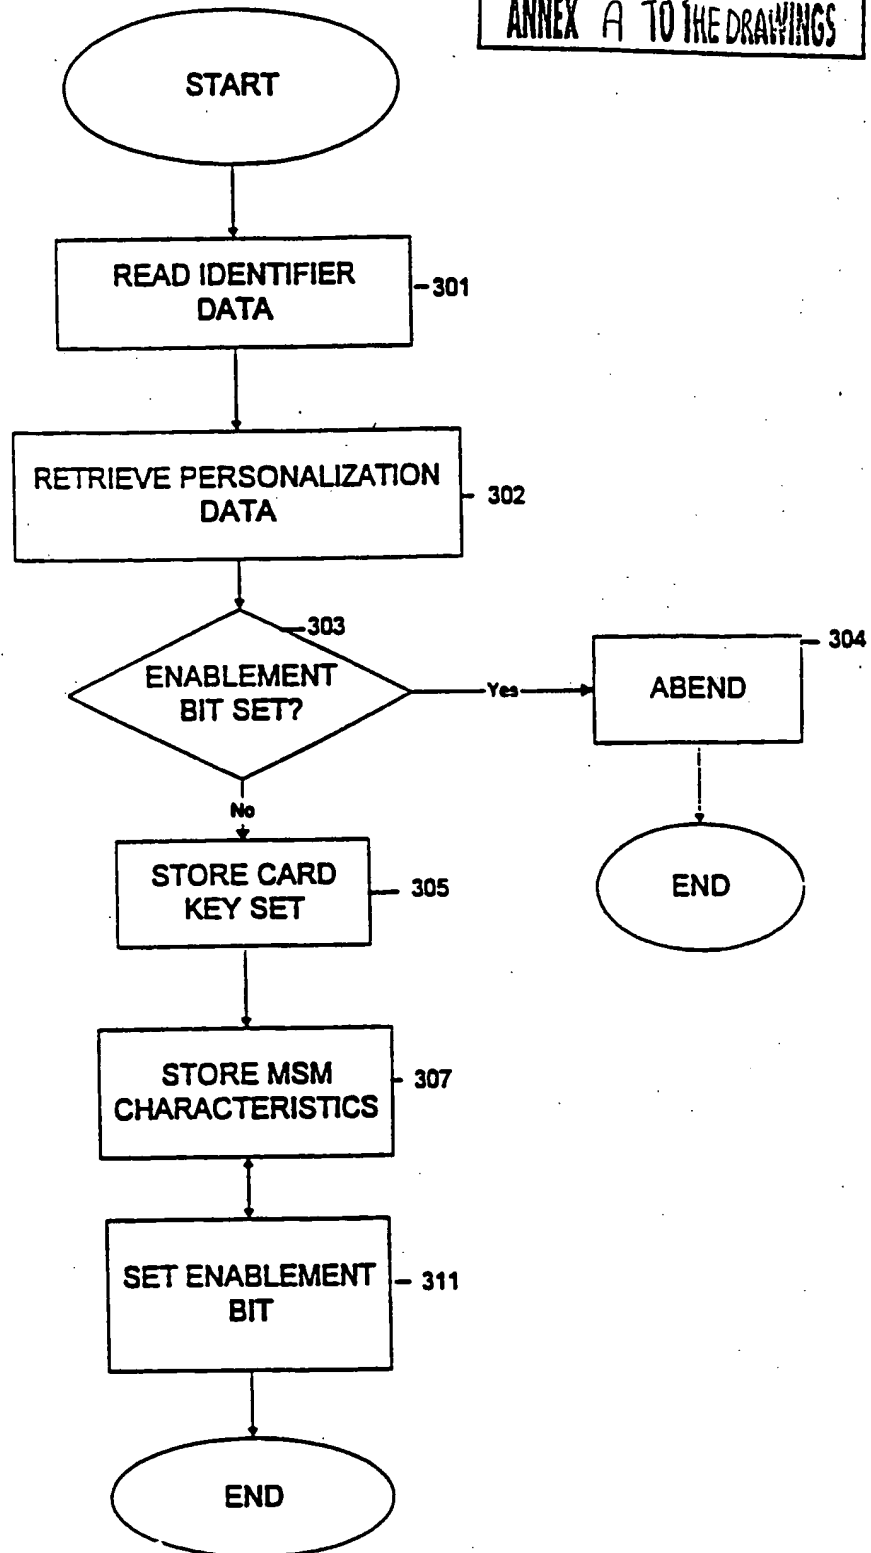 ANNEX A TO THE DRAWINGS
START
READ IDENTIFIER
DATA
301
RETRIEVE PERSONALIZATION
DATA
302
303
ENABLEMENT
BIT SET?
Yes
304
ABEND
No
END
STORE CARD
KEY SET
305
STORE MSM
CHARACTERISTICS
307
SET ENABLEMENT
BIT
311
END